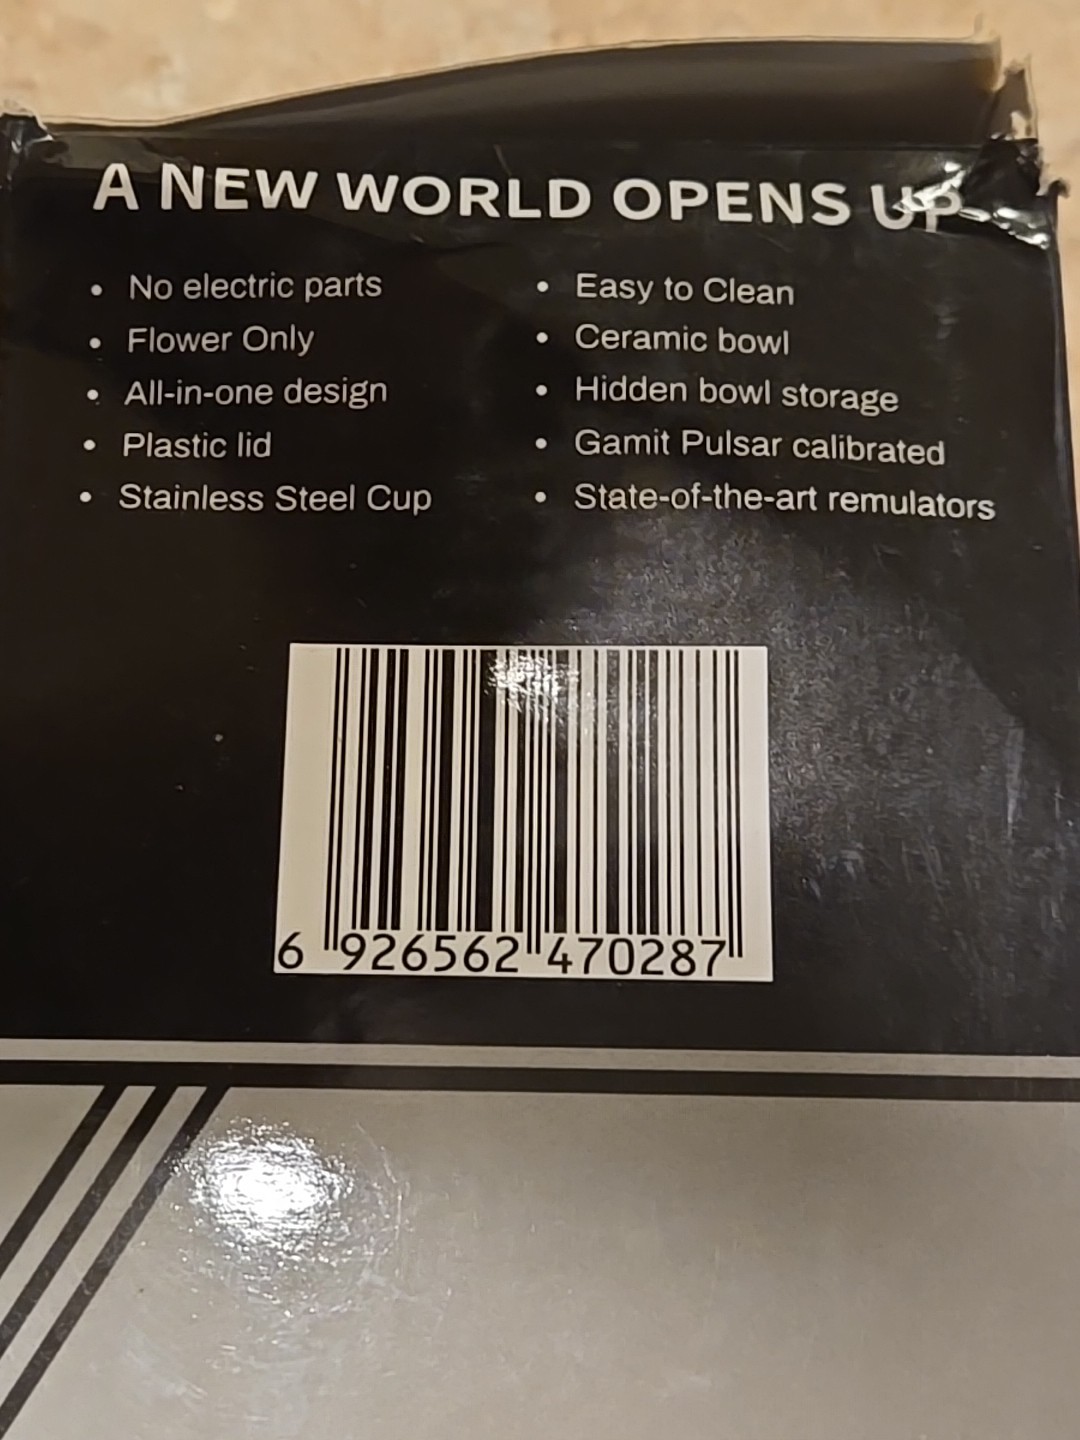 A NEW WORLD OPENS UP
• No electric parts
• Flower Only
• All-in-one design
• Plastic lid
• Stainless Steel Cup
• Easy to Clean
• Ceramic bowl
• Hidden bowl storage
• Gamit Pulsar calibrated
• State-of-the-art remulators
6 926562 470287